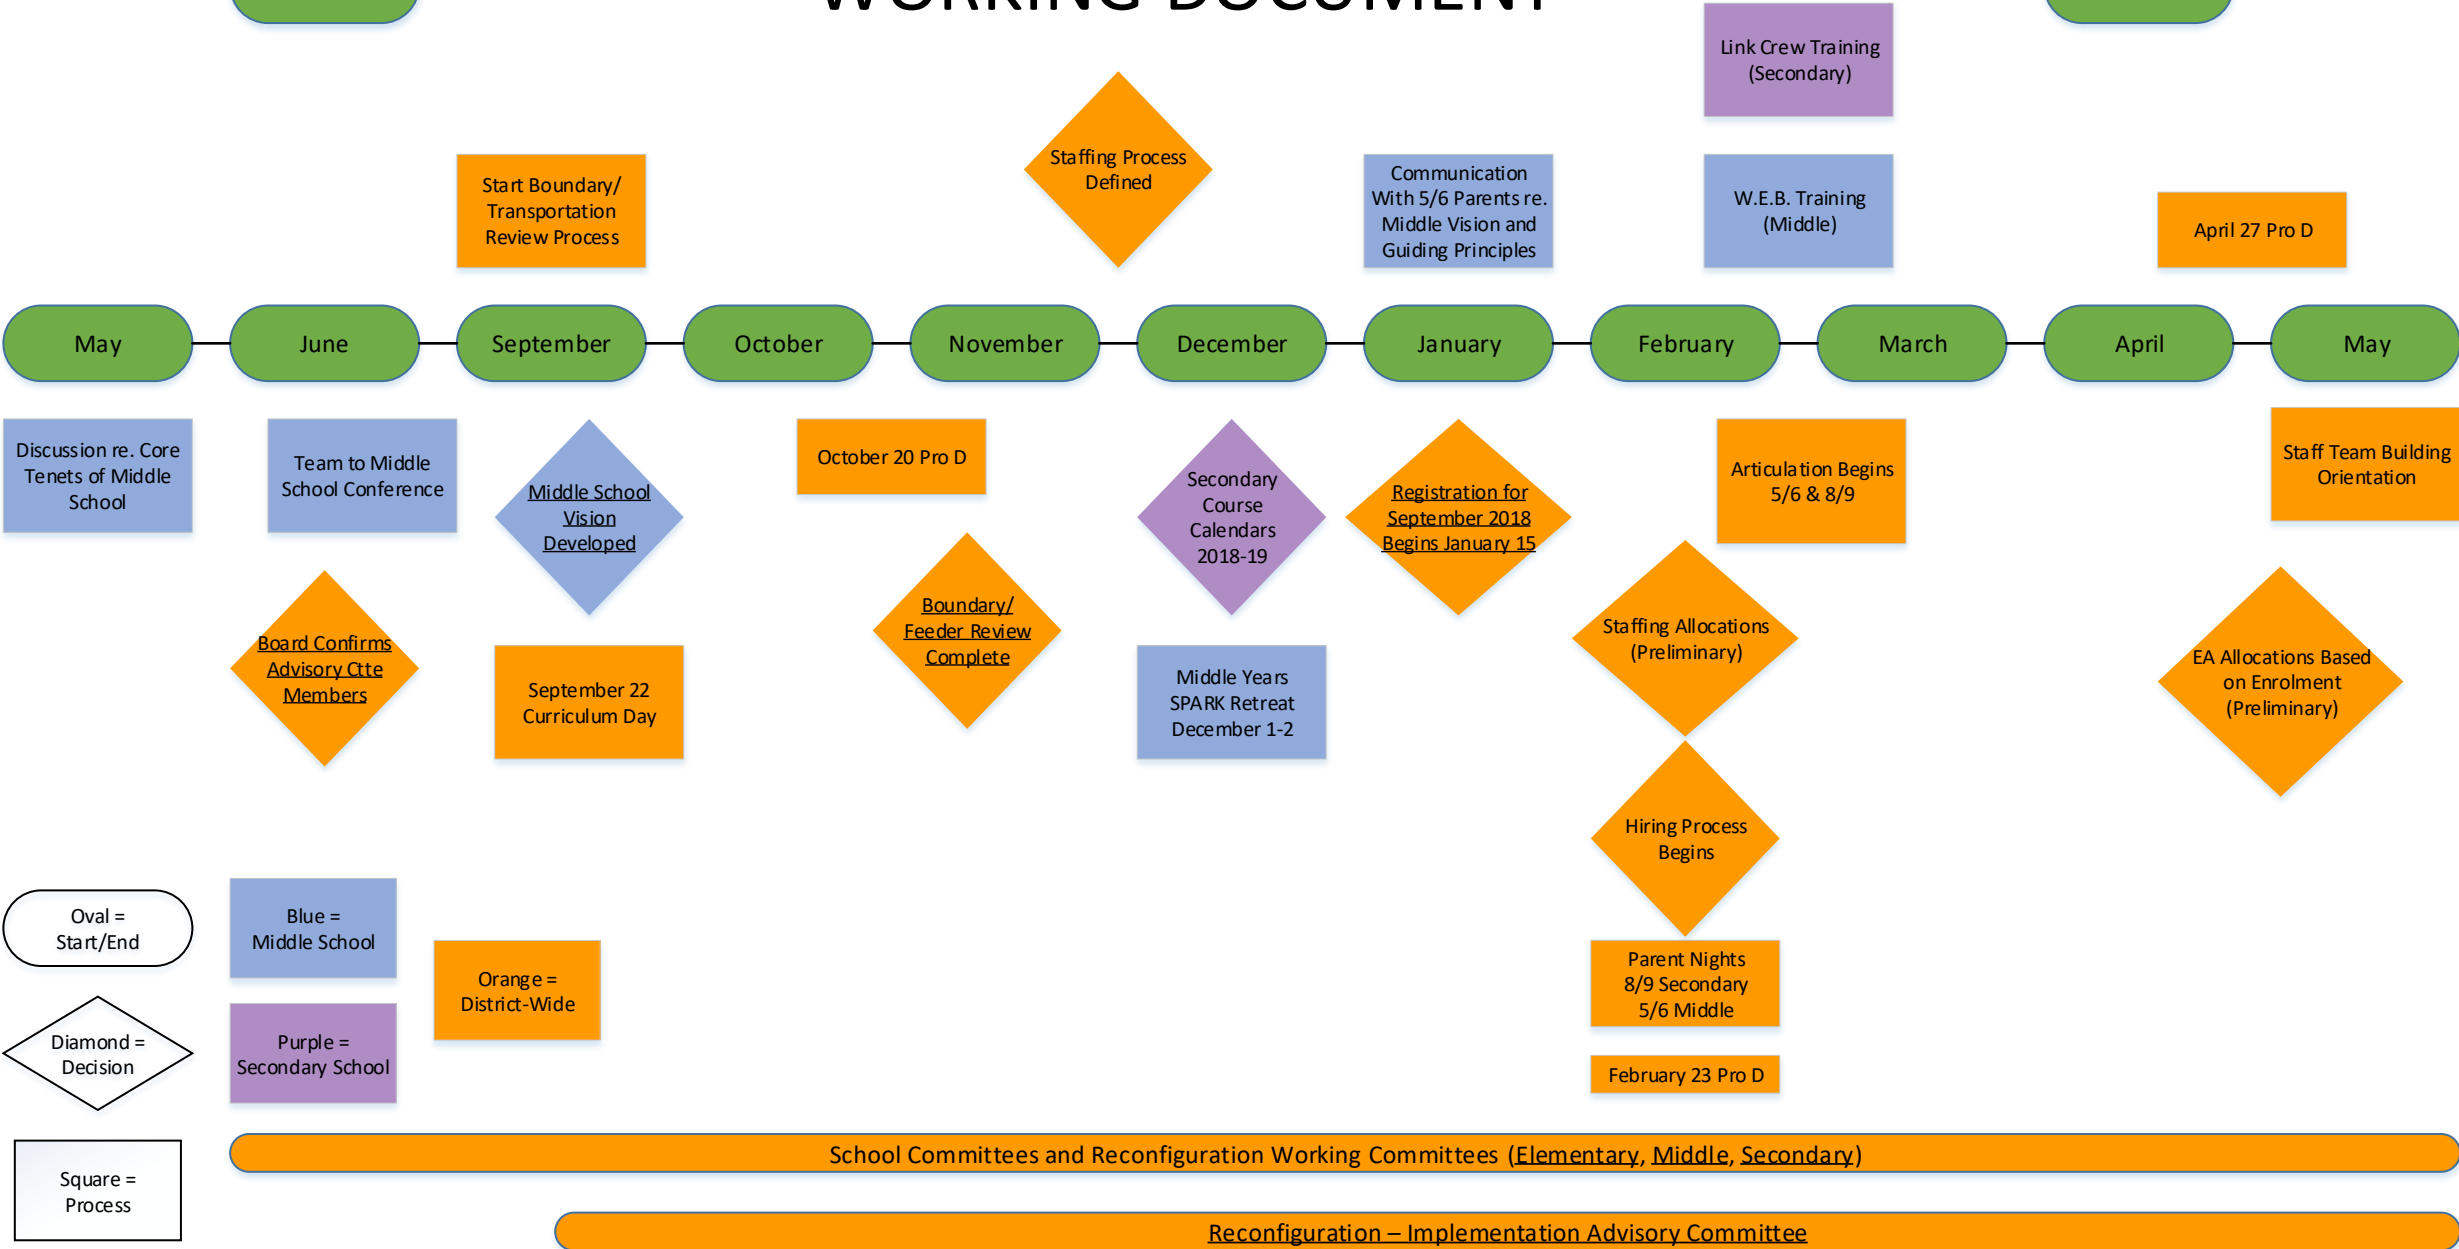 WORKING DOCUMENT
Link Crew Training
(Secondary)
Staffing Process
Defined
Start Boundary/
Transportation
Review Process
Communication
With 5/6 Parents re.
Middle Vision and
Guiding Principles
W.E.B. Training
(Middle)
April 27 Pro D
May
June
September
October
November
December
January
February
March
April
May
Discussion re. Core
Tenets of Middle
School
Team to Middle
School Conference
Middle School
Vision
Developed
October 20 Pro D
Secondary
Course
Calendars
2018-19
Registration for
September 2018
Begins January 15
Articulation Begins
5/6 & 8/9
Staff Team Building
Orientation
Board Confirms
Advisory Ctte
Members
September 22
Curriculum Day
Boundary/
Feeder Review
Complete
Middle Years
SPARK Retreat
December 1-2
Staffing Allocations
(Preliminary)
EA Allocations Based
on Enrolment
(Preliminary)
Hiring Process
Begins
Parent Nights
8/9 Secondary
5/6 Middle
February 23 Pro D
Oval =
Start/End
Blue =
Middle School
Orange =
District-Wide
Diamond =
Decision
Purple =
Secondary School
Square =
Process
School Committees and Reconfiguration Working Committees (Elementary, Middle, Secondary)
Reconfiguration – Implementation Advisory Committee